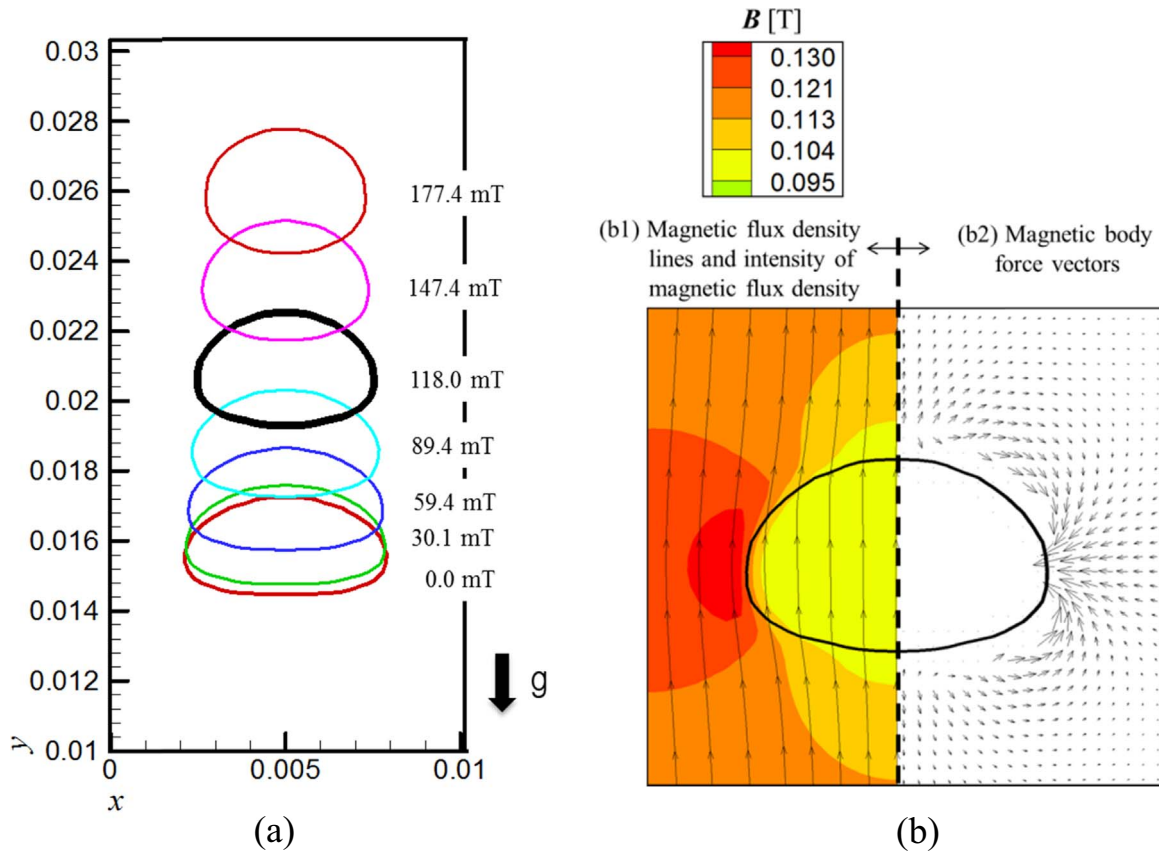 0.03
0.028
0.026
0.024
0.022
0.02
0.018
0.016
0.014
0.012
0.01
y
0
0.005
0.01
x
177.4 mT
147.4 mT
118.0 mT
89.4 mT
59.4 mT
30.1 mT
0.0 mT
g
(a)
B [T]
0.130
0.121
0.113
0.104
0.095
(b1) Magnetic flux density
lines and intensity of
magnetic flux density
(b2) Magnetic body
force vectors
(b)